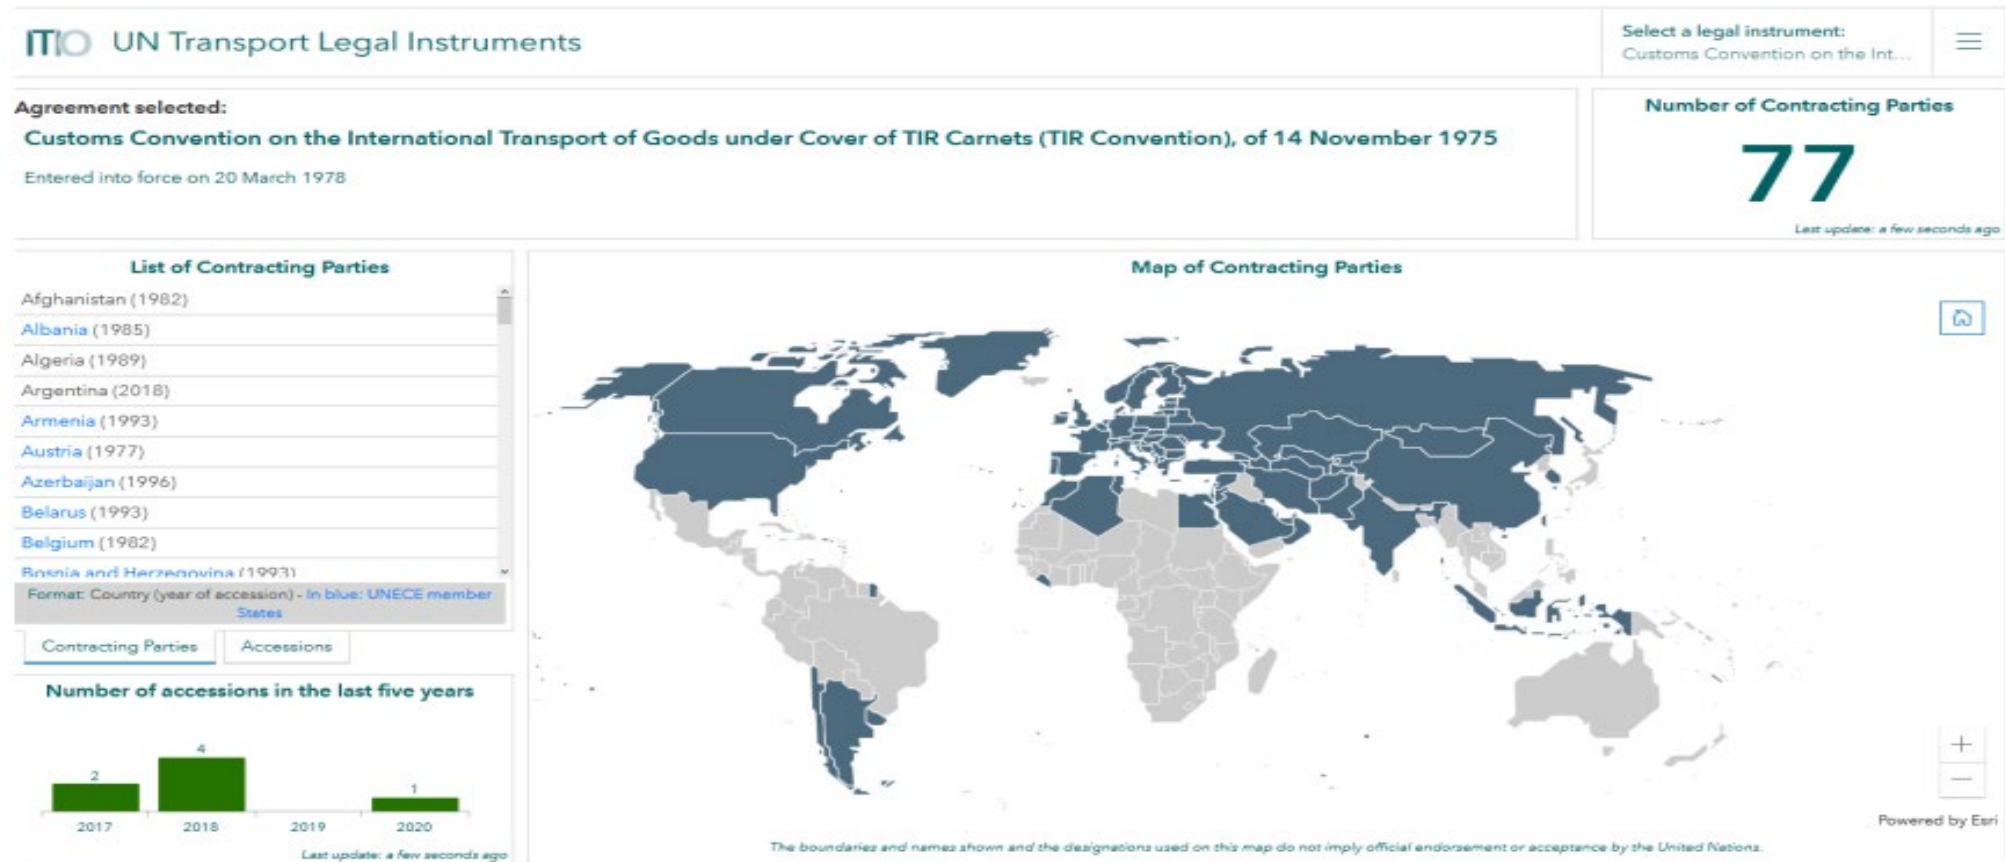 ITIO UN Transport Legal Instruments
Select a legal instrument:
Customs Convention on the Int...
Agreement selected:
Customs Convention on the International Transport of Goods under Cover of TIR Carnets (TIR Convention), of 14 November 1975
Entered into force on 20 March 1978
Number of Contracting Parties
77
Last update: a few seconds ago
List of Contracting Parties
Afghanistan (1982)
Albania (1985)
Algeria (1989)
Argentina (2018)
Armenia (1993)
Austria (1977)
Azerbaijan (1996)
Belarus (1993)
Belgium (1982)
Bosnia and Herzegovina (1993)
Format: Country (year of accession) - In blue: UNECE member
States
Contracting Parties
Accessions
Number of accessions in the last five years
2
4
1
2017
2018
2019
2020
Last update: a few seconds ago
Map of Contracting Parties
+
−
Powered by Esri
The boundaries and names shown and the designations used on this map do not imply official endorsement or acceptance by the United Nations.